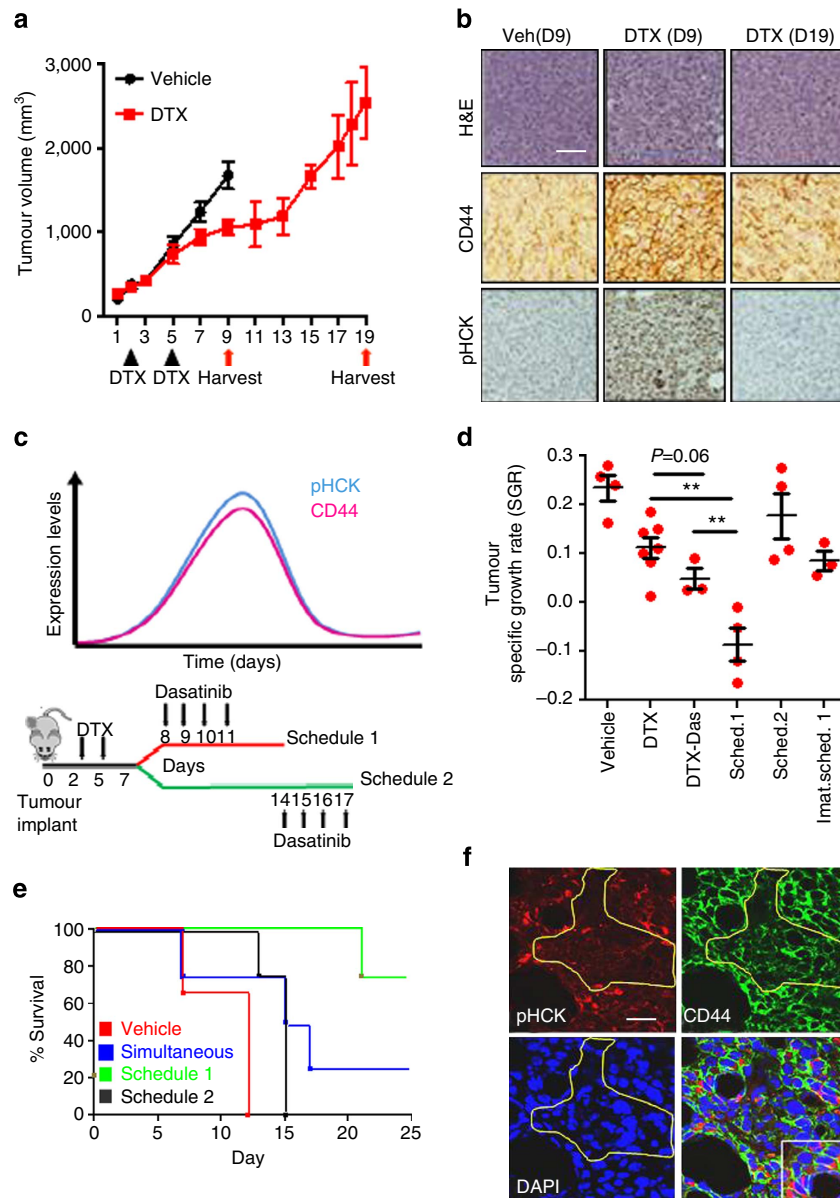 a
3,000
2,000
1,000
0
Tumour volume (mm³)
Vehicle
DTX
1 3 5 7 9 11 13 15 17 19
DTX DTX Harvest Harvest
b
Veh(D9) DTX (D9) DTX (D19)
H&E
CD44
pHCK
c
Expression levels
pHCK
CD44
Time (days)
Dasatinib
DTX
8 9 10 11
Schedule 1
0 2 5 7 Days
Schedule 2
Tumour
implant
14 15 16 17
Dasatinib
d
0.3
0.2
0.1
0.0
–0.1
–0.2
Tumour
specific growth rate (SGR)
P=0.06
**
**
Vehicle
DTX
DTX-Das
Sched.1
Sched.2
Imat.sched. 1
e
100
80
60
40
20
0
% Survival
Vehicle
Simultaneous
Schedule 1
Schedule 2
0 5 10 15 20 25
Day
f
pHCK
CD44
DAPI